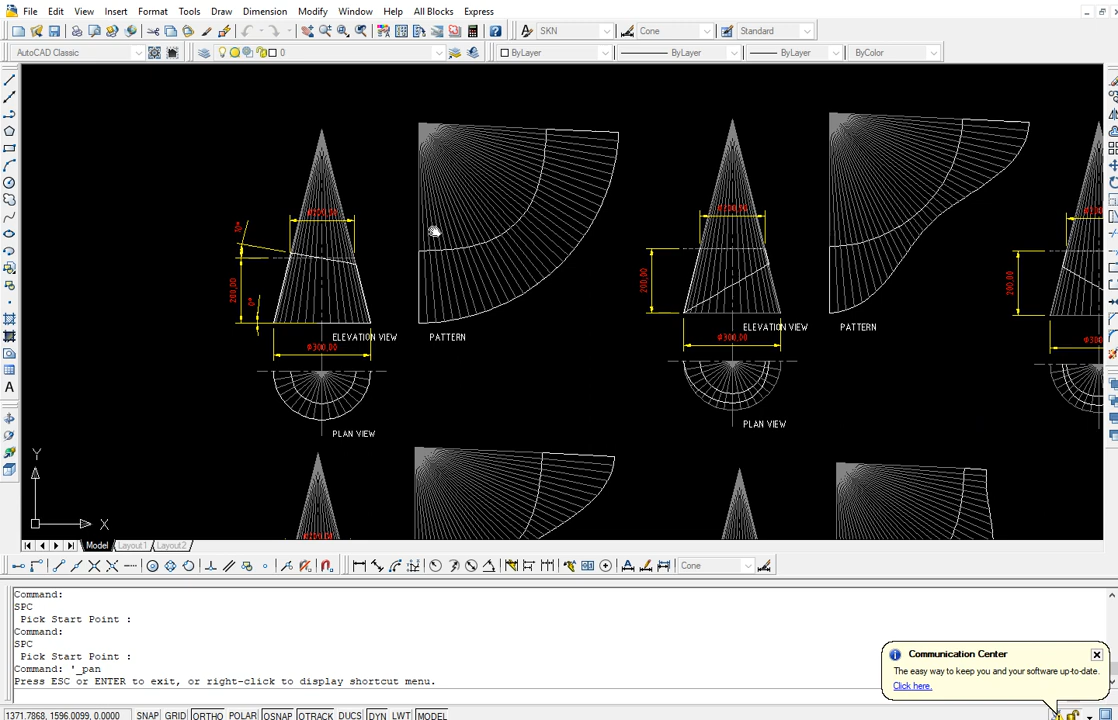 File Edit View Insert Format Tools Draw Dimension Modify Window Help All Blocks Express
SKN Cone Standard
AutoCAD Classic 0 ByLayer ByLayer ByLayer ByColor
200,00
0*
ELEVATION VIEW
Ø300,00
PLAN VIEW
PATTERN
200,00
ELEVATION VIEW
Ø300,00
PLAN VIEW
PATTERN
200,00
Y
X
Model Layout1 Layout2
Cone
Command:
SPC
Pick Start Point :
Command:
SPC
Pick Start Point :
Command: '_pan
Press ESC or ENTER to exit, or right-click to display shortcut menu.
Communication Center
The easy way to keep you and your software up-to-date.
Click here.
1371.7868, 1596.0099, 0.0000 SNAP GRID ORTHO POLAR OSNAP OTRACK DUCS DYN LWT MODEL